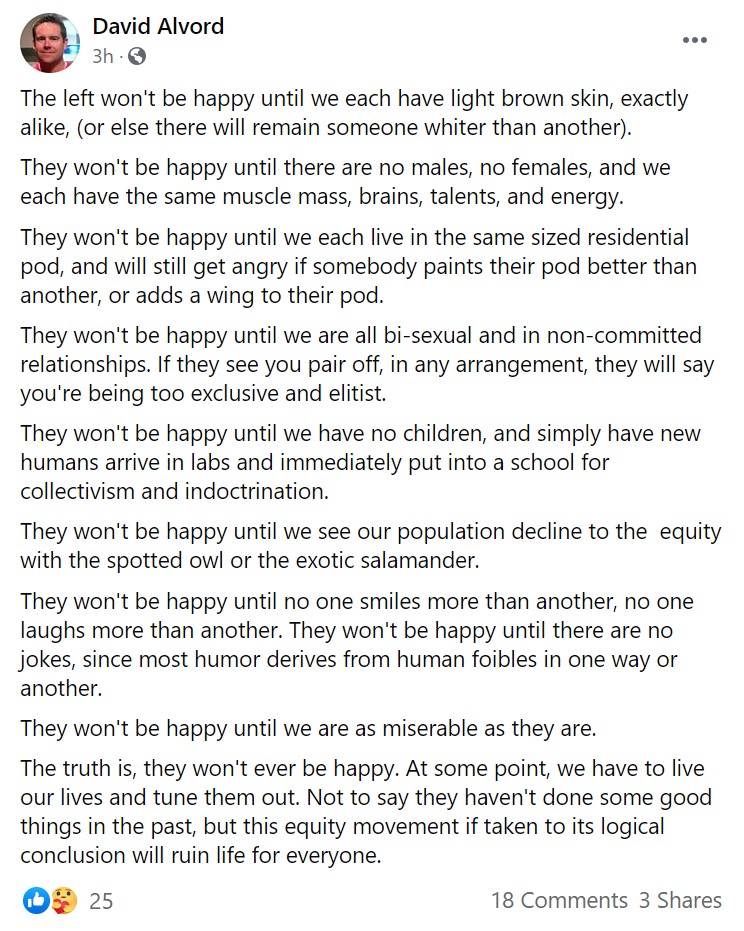 David Alvord
3h ·
The left won't be happy until we each have light brown skin, exactly
alike, (or else there will remain someone whiter than another).
They won't be happy until there are no males, no females, and we
each have the same muscle mass, brains, talents, and energy.
They won't be happy until we each live in the same sized residential
pod, and will still get angry if somebody paints their pod better than
another, or adds a wing to their pod.
They won't be happy until we are all bi-sexual and in non-committed
relationships. If they see you pair off, in any arrangement, they will say
you're being too exclusive and elitist.
They won't be happy until we have no children, and simply have new
humans arrive in labs and immediately put into a school for
collectivism and indoctrination.
They won't be happy until we see our population decline to the  equity
with the spotted owl or the exotic salamander.
They won't be happy until no one smiles more than another, no one
laughs more than another. They won't be happy until there are no
jokes, since most humor derives from human foibles in one way or
another.
They won't be happy until we are as miserable as they are.
The truth is, they won't ever be happy. At some point, we have to live
our lives and tune them out. Not to say they haven't done some good
things in the past, but this equity movement if taken to its logical
conclusion will ruin life for everyone.
25 18 Comments 3 Shares